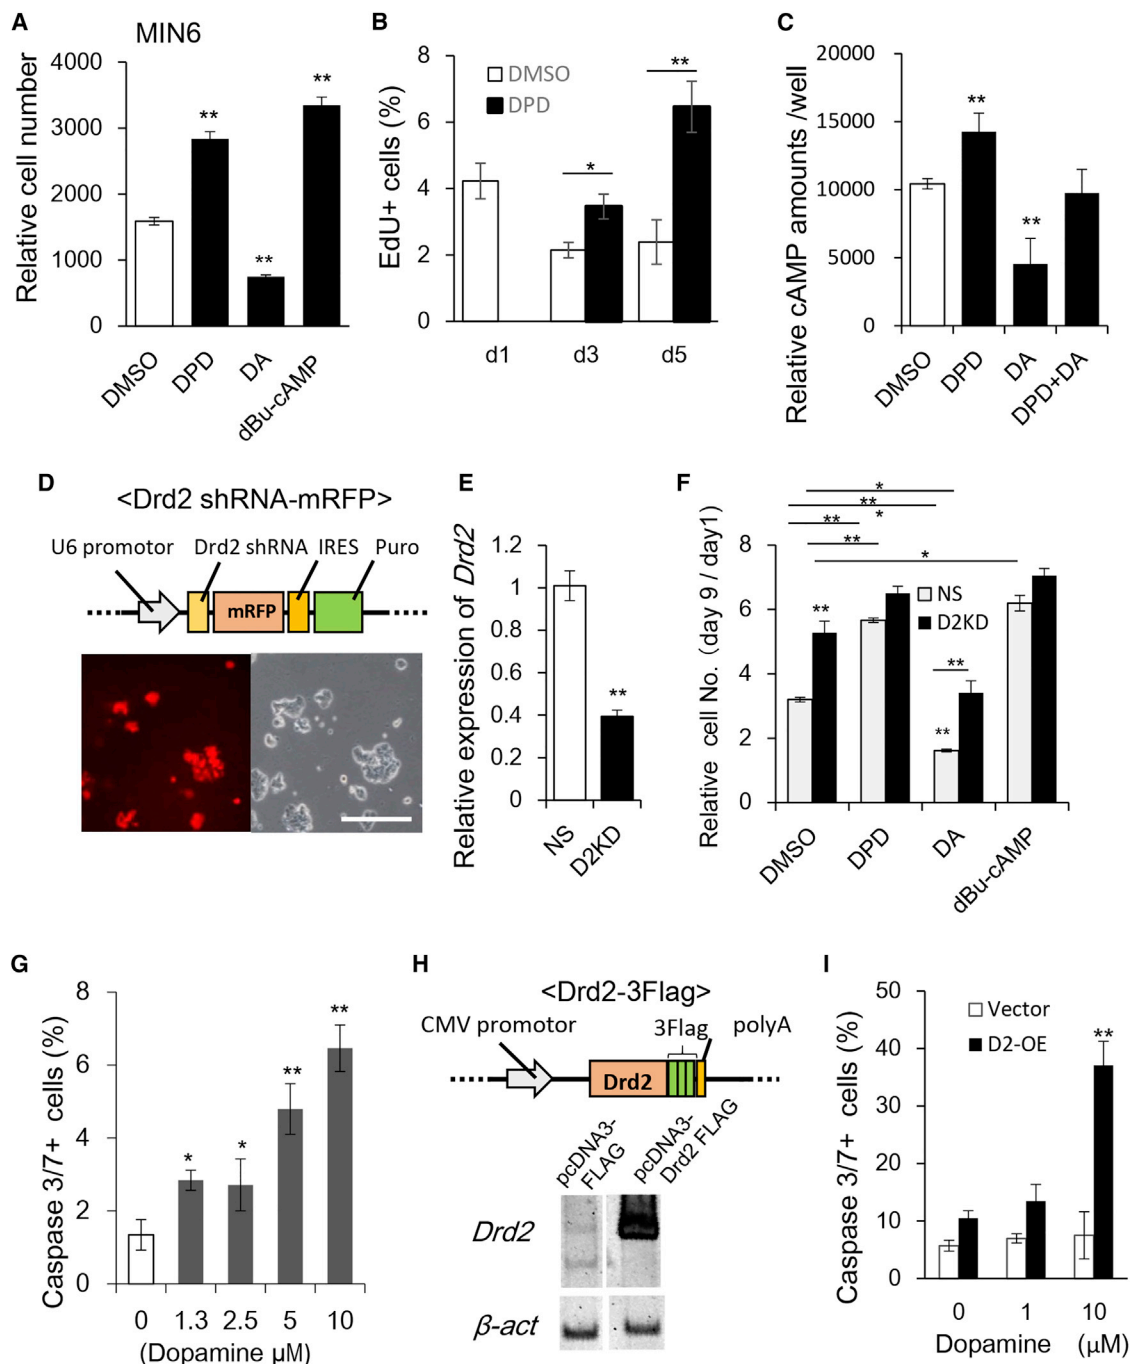 A
MIN6
Relative cell number
4000
3000
2000
1000
0
**
**
**
DMSO
DPD
DA
dBu-cAMP
B
EdU+ cells (%)
8
6
4
2
0
DMSO
DPD
*
**
d1
d3
d5
C
Relative cAMP amounts /well
20000
15000
10000
5000
0
**
**
DMSO
DPD
DA
DPD+DA
D
<Drd2 shRNA-mRFP>
U6 promotor
Drd2 shRNA
IRES
Puro
mRFP
E
Relative expression of Drd2
1.2
1
0.8
0.6
0.4
0.2
0
**
NS
D2KD
F
Relative cell No. (day 9 / day1)
8
6
4
2
0
*
**
*
**
**
*
NS
D2KD
**
**
**
DMSO
DPD
DA
dBu-cAMP
G
Caspase 3/7+ cells (%)
8
6
4
2
0
*
*
**
**
0 1.3 2.5 5 10
(Dopamine μM)
H
<Drd2-3Flag>
CMV promotor
3Flag
polyA
Drd2
pcDNA3-
FLAG
pcDNA3-
Drd2 FLAG
Drd2
β-act
I
Caspase 3/7+ cells (%)
50
40
30
20
10
0
Vector
D2-OE
**
0 1 10
Dopamine (μM)